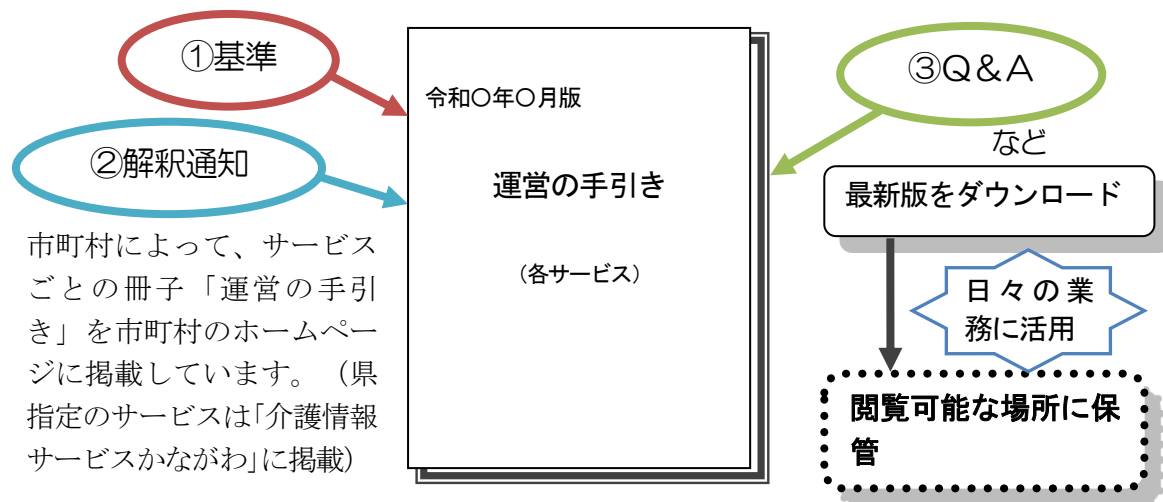 ①基準
②解釈通知
市町村によって、サービス
ごとの冊子「運営の手引
き」を市町村のホームペー
ジに掲載しています。（県
指定のサービスは「介護情報
サービスかながわ」に掲載）
令和〇年〇月版
運営の手引き
（各サービス）
③Ｑ＆Ａ
など
最新版をダウンロード
日々の業
務に活用
閲覧可能な場所に保
管